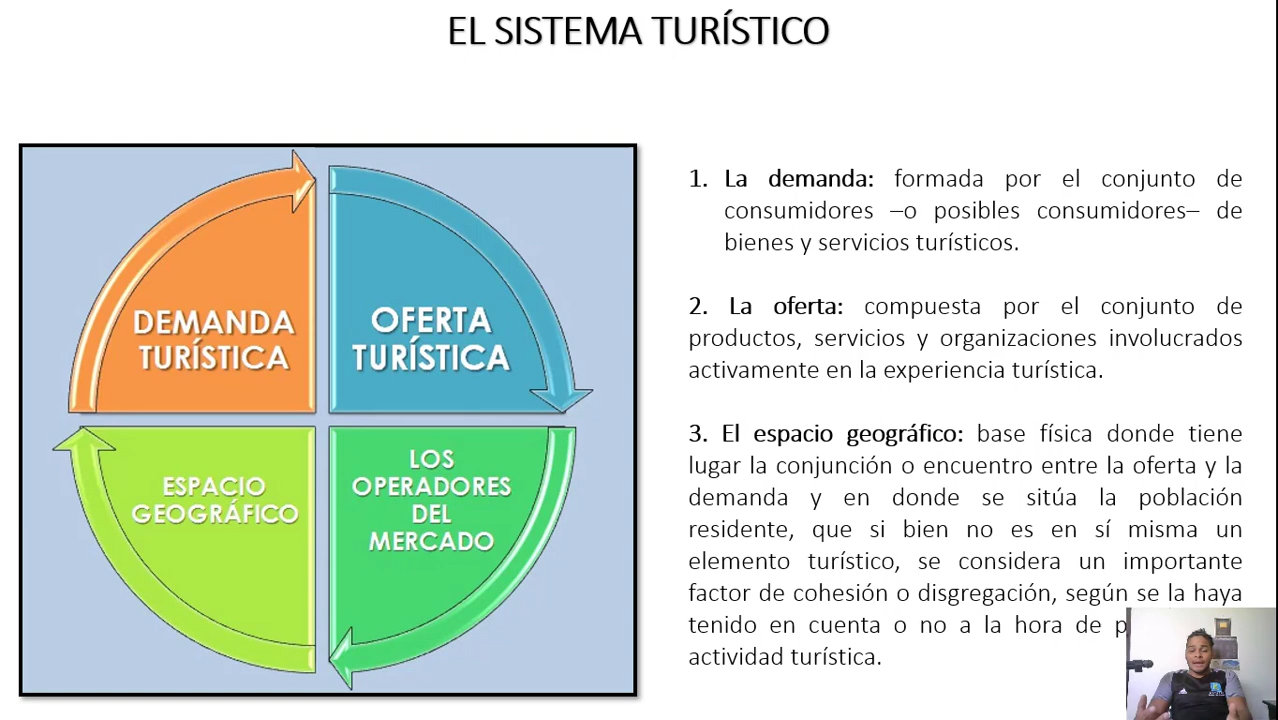 EL SISTEMA TURÍSTICO
DEMANDA
TURÍSTICA
OFERTA
TURÍSTICA
ESPACIO
GEOGRÁFICO
LOS
OPERADORES
DEL
MERCADO
1. La demanda: formada por el conjunto de
consumidores –o posibles consumidores– de
bienes y servicios turísticos.
2. La oferta: compuesta por el conjunto de
productos, servicios y organizaciones involucrados
activamente en la experiencia turística.
3. El espacio geográfico: base física donde tiene
lugar la conjunción o encuentro entre la oferta y la
demanda y en donde se sitúa la población
residente, que si bien no es en sí misma un
elemento turístico, se considera un importante
factor de cohesión o disgregación, según se la haya
tenido en cuenta o no a la hora de
actividad turística.